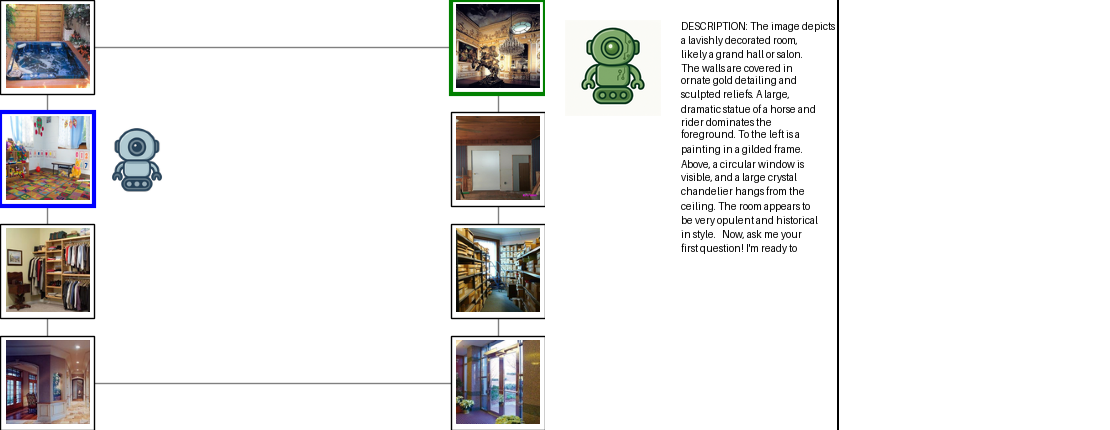 DESCRIPTION: The image depicts
a lavishly decorated room,
likely a grand hall or salon.
The walls are covered in
ornate gold detailing and
sculpted reliefs. A large,
dramatic statue of a horse and
rider dominates the
foreground. To the left is a
painting in a gilded frame.
Above, a circular window is
visible, and a large crystal
chandelier hangs from the
ceiling. The room appears to
be very opulent and historical
in style. Now, ask me your
first question! I'm ready to